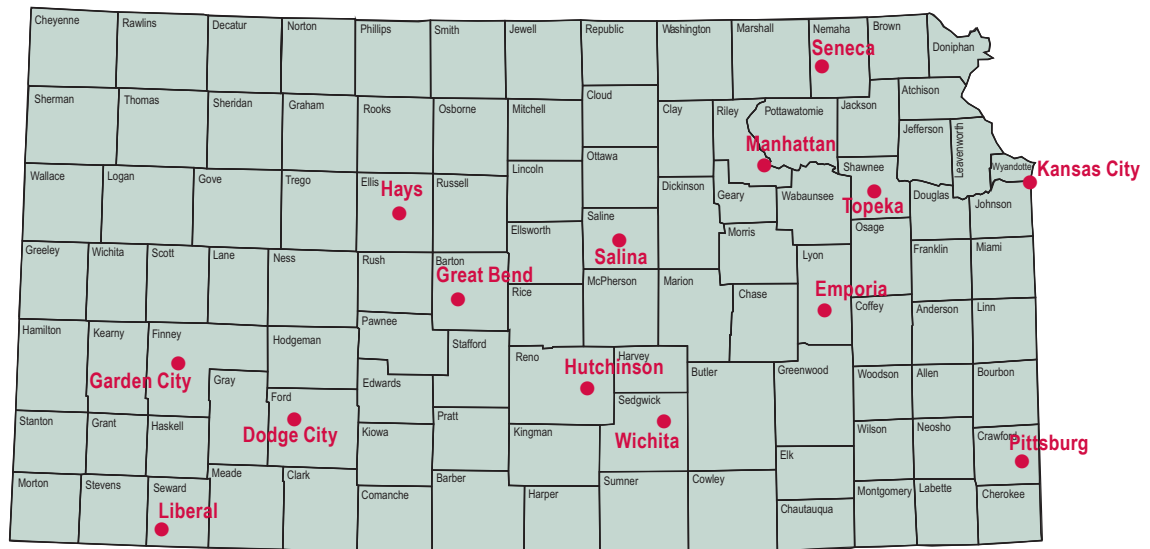 Cheyenne
Rawlins
Decatur
Norton
Phillips
Smith
Jewell
Republic
Washington
Marshall
Nemaha
Brown
Doniphan
Seneca
Sherman
Thomas
Sheridan
Graham
Rooks
Osborne
Mitchell
Cloud
Clay
Riley
Pottawatomie
Jackson
Atchison
Jefferson
Leavenworth
Manhattan
Wyandotte
Kansas City
Wallace
Logan
Gove
Trego
Ellis
Hays
Russell
Lincoln
Ottawa
Dickinson
Geary
Wabaunsee
Shawnee
Topeka
Douglas
Johnson
Ellsworth
Saline
Salina
Morris
Osage
Greeley
Wichita
Scott
Lane
Ness
Rush
Barton
Great Bend
Rice
McPherson
Marion
Chase
Lyon
Emporia
Coffey
Franklin
Miami
Anderson
Linn
Hamilton
Kearny
Finney
Garden City
Hodgeman
Pawnee
Stafford
Reno
Hutchinson
Harvey
Butler
Greenwood
Woodson
Allen
Bourbon
Gray
Ford
Dodge City
Edwards
Sedgwick
Wichita
Stanton
Grant
Haskell
Kiowa
Pratt
Kingman
Elk
Wilson
Neosho
Crawford
Pittsburg
Morton
Stevens
Seward
Liberal
Meade
Clark
Comanche
Barber
Harper
Sumner
Cowley
Chautauqua
Montgomery
Labette
Cherokee